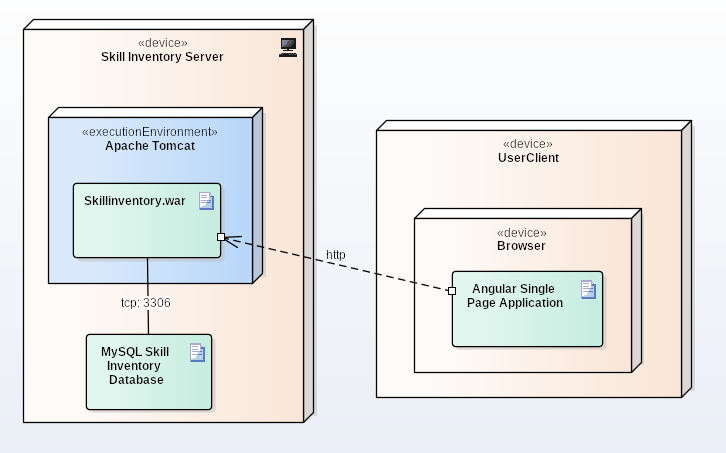 «device»
Skill Inventory Server
«executionEnvironment»
Apache Tomcat
Skillinventory.war
tcp: 3306
MySQL Skill
Inventory
Database
http
«device»
UserClient
«device»
Browser
Angular Single
Page Application